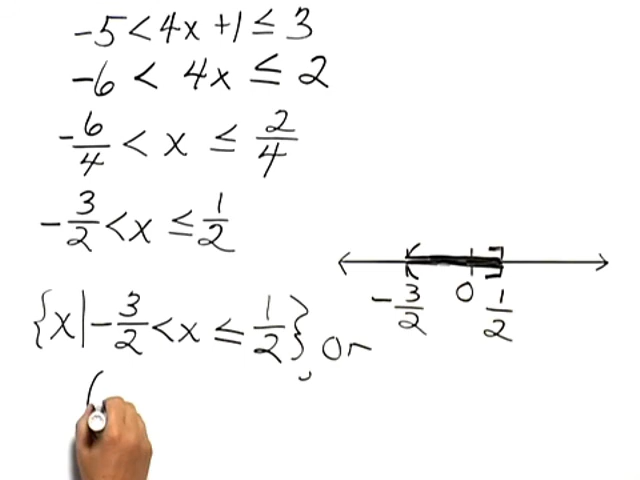 -5 < 4x + 1 ≤ 3
-6 < 4x ≤ 2
-6/4 < x ≤ 2/4
-3/2 < x ≤ 1/2
-3/2 0 1/2
{x | -3/2 < x ≤ 1/2}, or
(